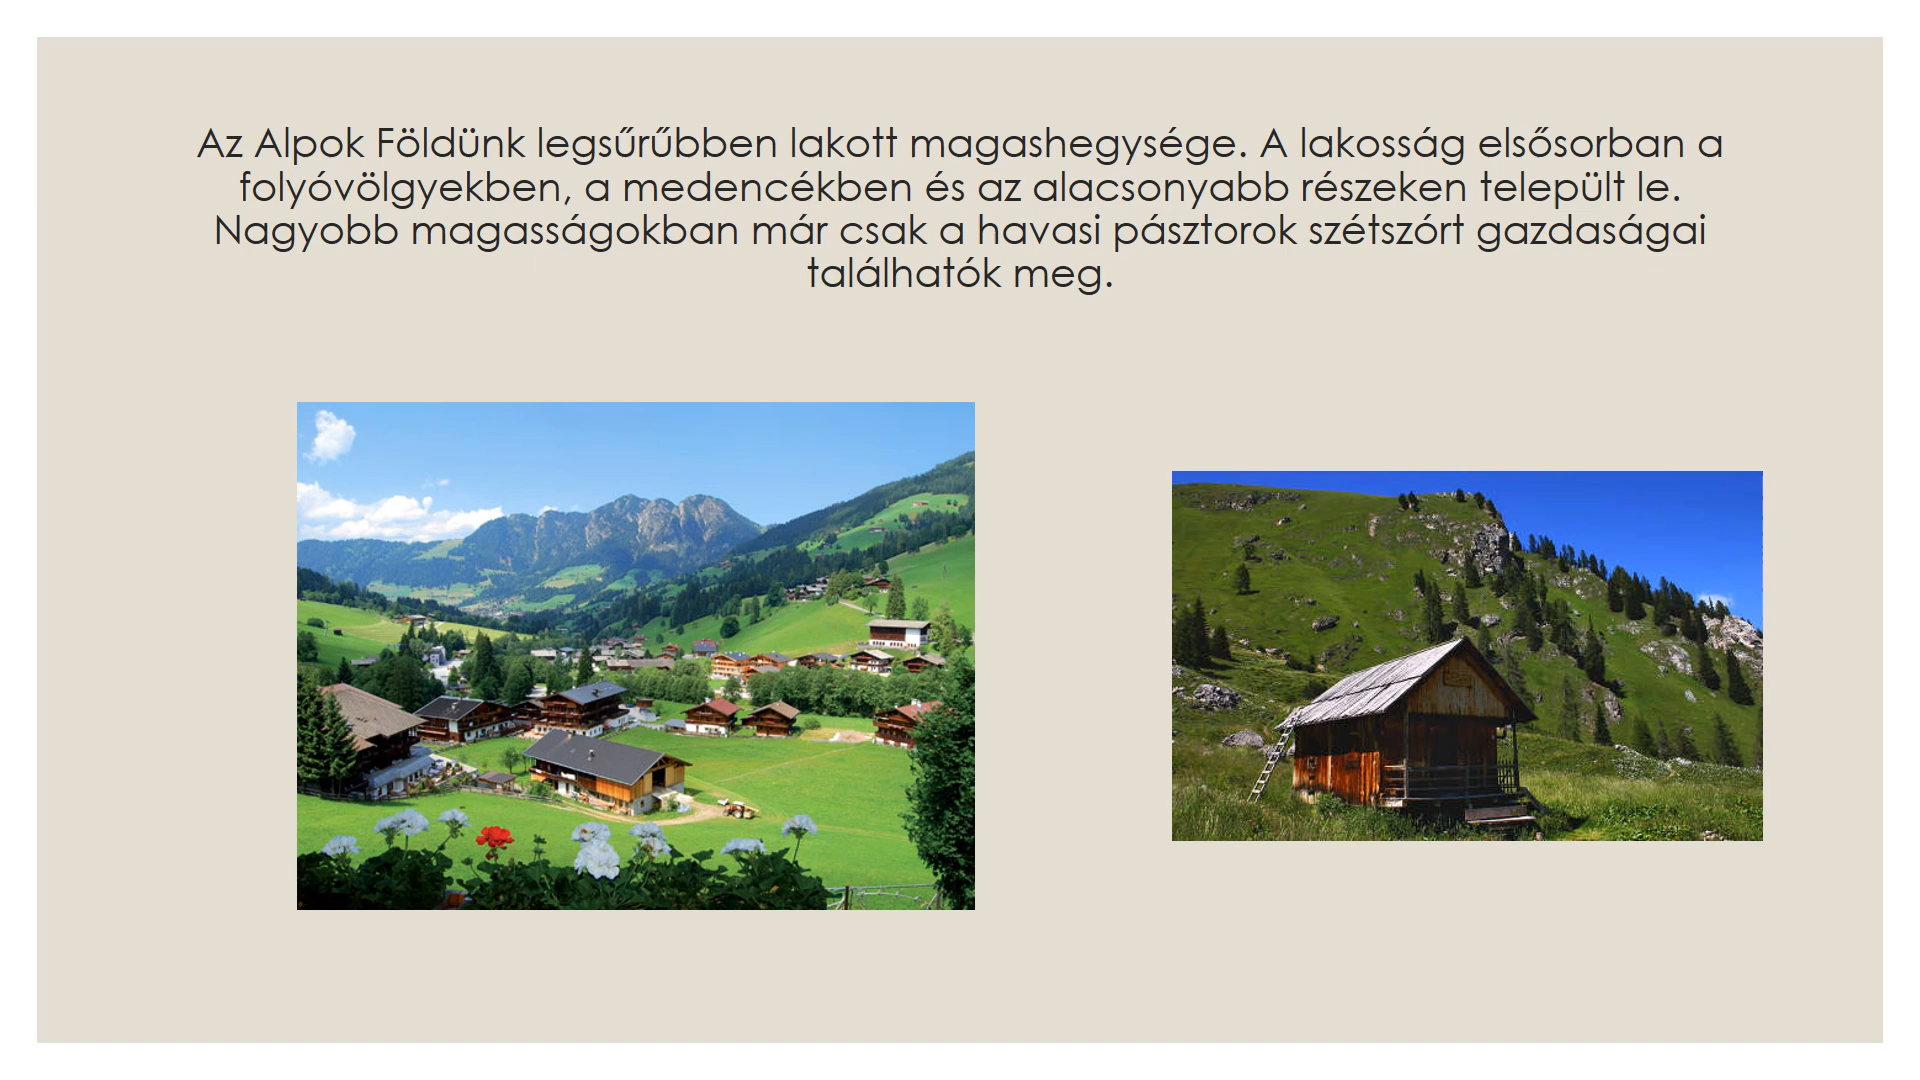 Az Alpok Földünk legsűrűbben lakott magashegysége. A lakosság elsősorban a
folyóvölgyekben, a medencékben és az alacsonyabb részeken települt le.
Nagyobb magasságokban már csak a havasi pásztorok szétszórt gazdaságai
találhatók meg.